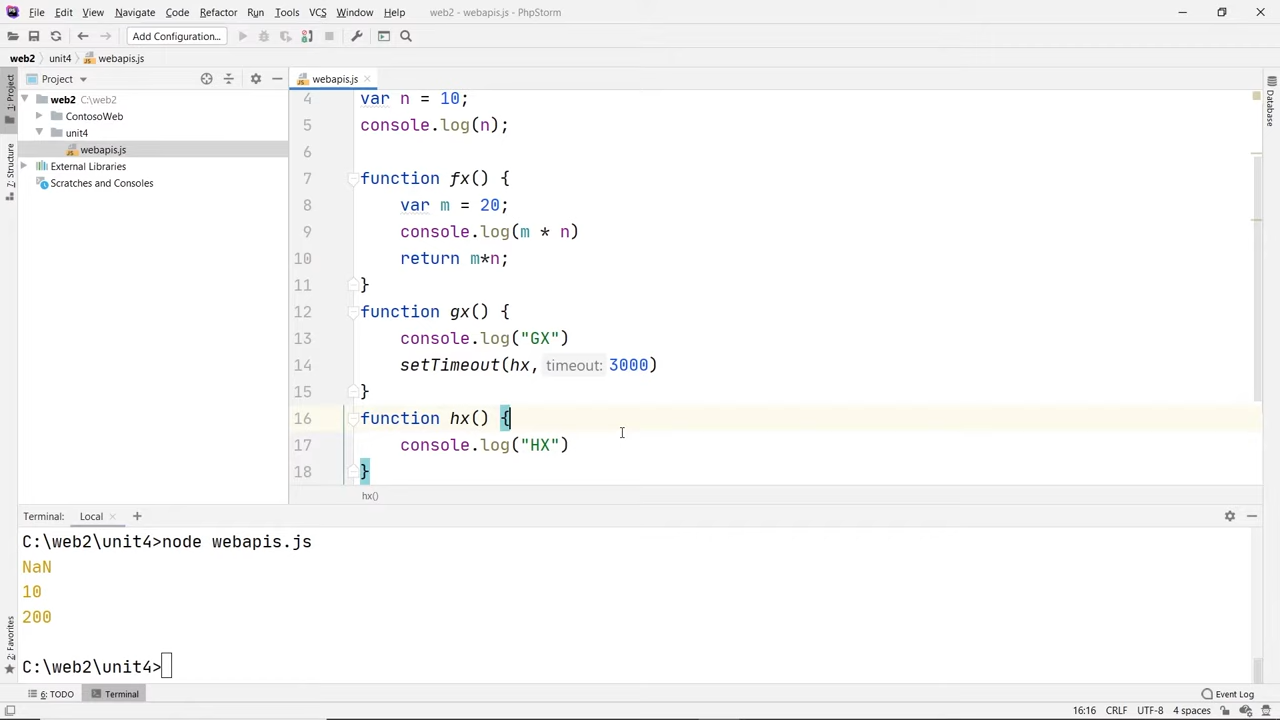 File Edit View Navigate Code Refactor Run Tools VCS Window Help web2 - webapis.js - PhpStorm
Add Configuration...
web2 unit4 webapis.js
1: Project
7: Structure
2: Favorites
Project
web2 C:\web2
ContosoWeb
unit4
webapis.js
External Libraries
Scratches and Consoles
webapis.js
4 var n = 10;
5 console.log(n);
6
7 function fx() {
8 var m = 20;
9 console.log(m * n)
10 return m*n;
11 }
12 function gx() {
13 console.log("GX")
14 setTimeout(hx, timeout: 3000)
15 }
16 function hx() {
17 console.log("HX")
18 }
hx()
Database
Terminal: Local +
C:\web2\unit4>node webapis.js
NaN
10
200
C:\web2\unit4>
6: TODO Terminal Event Log
16:16 CRLF UTF-8 4 spaces